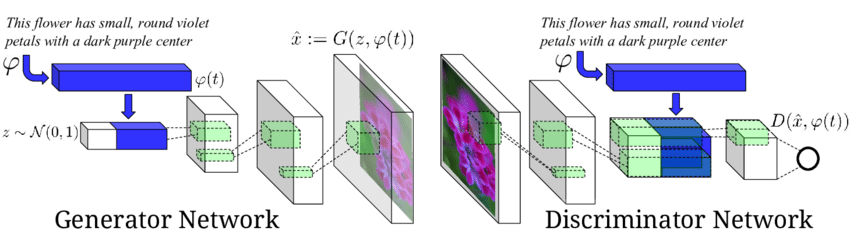 This flower has small, round violet
petals with a dark purple center
φ
φ(t)
z ~ 𝒩(0, 1)
x̂ := G(z, φ(t))
Generator Network
This flower has small, round violet
petals with a dark purple center
φ
D(x̂, φ(t))
Discriminator Network